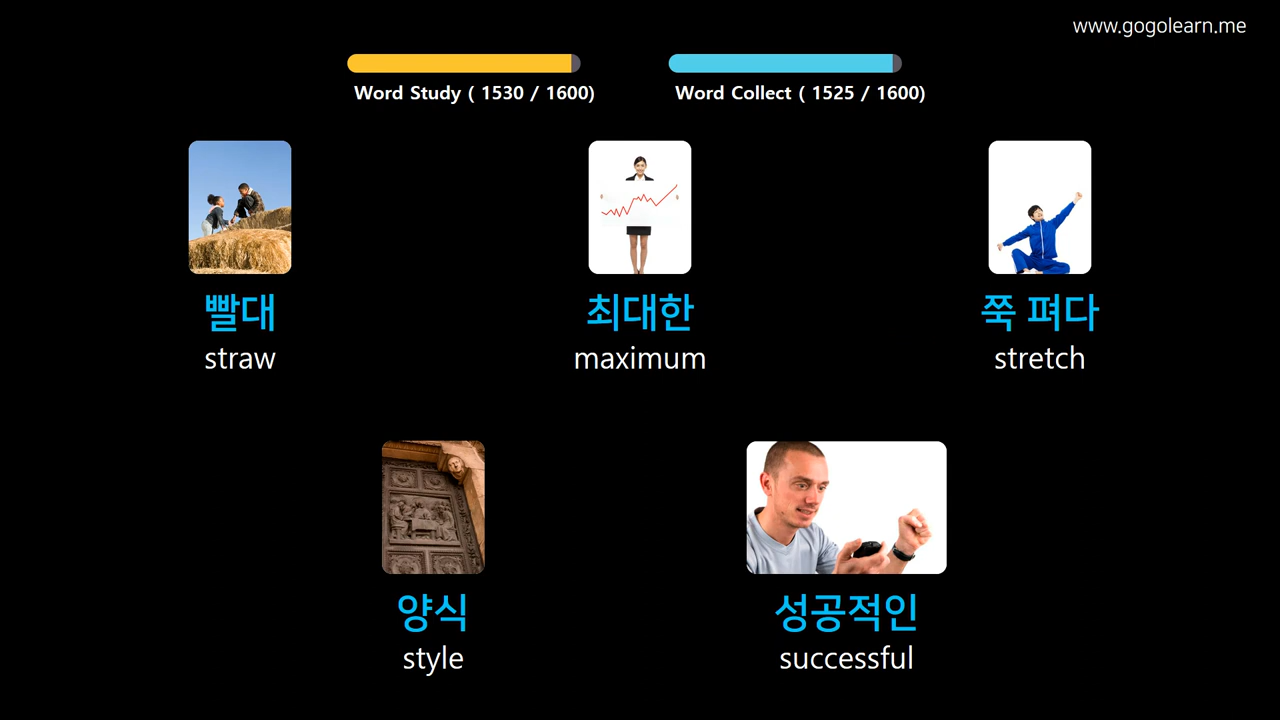 www.gogolearn.me
Word Study ( 1530 / 1600)
Word Collect ( 1525 / 1600)
빨대
straw
최대한
maximum
쭉 펴다
stretch
양식
style
성공적인
successful